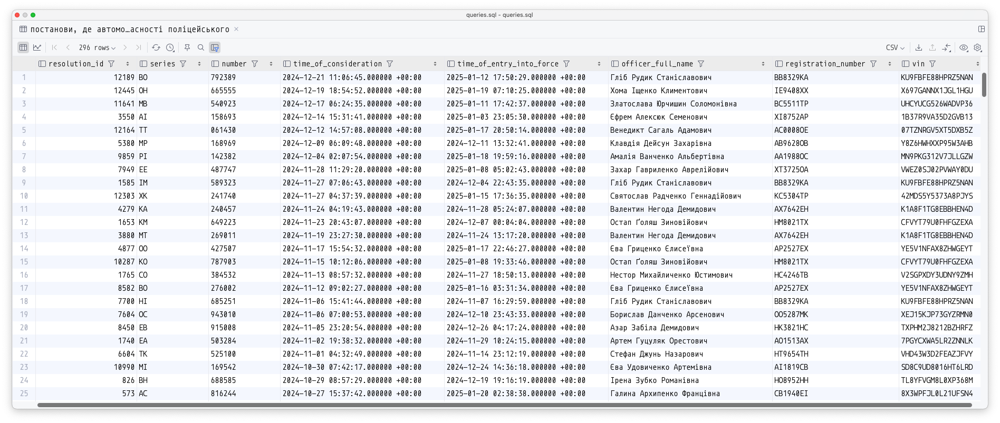 queries.sql – queries.sql
постанови, де автомо…асності поліцейського ×
296 rows CSV
resolution_id series number time_of_consideration time_of_entry_into_force officer_full_name registration_number vin
1 12189 BO 792389 2024-12-21 11:06:45.000000 +00:00 2025-01-12 17:50:29.000000 +00:00 Гліб Рудик Станіславович BB8329KA KU9FBFE88HPRZ5NAN
2 12445 OH 665555 2024-12-19 18:54:52.000000 +00:00 2025-01-19 07:10:25.000000 +00:00 Хома Іщенко Климентович IE9408XX X697GANNX1JGL1HGU
3 11641 MB 540923 2024-12-17 06:24:35.000000 +00:00 2025-01-11 17:42:37.000000 +00:00 Златослава Юрчишин Соломонівна BC5511TP UHCYUCG526WADVP36
4 3550 AI 158693 2024-12-14 15:31:41.000000 +00:00 2025-01-03 23:05:30.000000 +00:00 Єфрем Алексюк Семенович XI8752AP 1B37R9VA35D2GVB13
5 12164 TT 061430 2024-12-12 14:57:08.000000 +00:00 2025-01-17 20:50:14.000000 +00:00 Венедикт Сагаль Адамович AC0008OE 07TZNRGV5XT5DXB5Z
6 5380 MP 168969 2024-12-09 06:09:48.000000 +00:00 2024-12-11 13:32:41.000000 +00:00 Клавдія Дейсун Захарівна AB9628OB Y8Z6HWHXXP95W3AHB
7 9859 PI 142382 2024-12-04 02:07:54.000000 +00:00 2025-01-18 19:59:16.000000 +00:00 Амалія Ванченко Альбертівна AA1988OC MN9PKG312V7JLLGZW
8 7949 EE 487747 2024-11-28 11:29:20.000000 +00:00 2025-01-08 05:02:43.000000 +00:00 Захар Гавриленко Аврелійович XT3725OA VWEZ0SJ02PVWAY0DU
9 1585 IM 589323 2024-11-27 07:06:43.000000 +00:00 2024-12-04 22:43:35.000000 +00:00 Гліб Рудик Станіславович BB8329KA KU9FBFE88HPRZ5NAN
10 12303 XK 241740 2024-11-27 04:37:39.000000 +00:00 2025-01-15 17:36:35.000000 +00:00 Святослав Радченко Геннадійович KC5304TP 42MDS5Y5373A8PJYS
11 4279 KA 240457 2024-11-24 04:19:43.000000 +00:00 2024-11-28 05:24:07.000000 +00:00 Валентин Негода Демидович AX7642EH K1A8F1TG8EBBHEN4D
12 1653 KM 649223 2024-11-23 20:43:07.000000 +00:00 2024-12-07 00:04:04.000000 +00:00 Остап Ґоляш Зиновійович HM8021TX CFVYT79U0FHFGZEXA
13 3880 MT 269011 2024-11-19 23:27:30.000000 +00:00 2024-11-24 13:17:20.000000 +00:00 Валентин Негода Демидович AX7642EH K1A8F1TG8EBBHEN4D
14 4877 OO 427507 2024-11-17 15:54:32.000000 +00:00 2025-01-17 22:46:27.000000 +00:00 Єва Гриценко Єлисеївна AP2527EX YE5V1NFAX8ZHWGEYT
15 10287 KO 787903 2024-11-15 10:12:06.000000 +00:00 2025-01-08 19:33:46.000000 +00:00 Остап Ґоляш Зиновійович HM8021TX CFVYT79U0FHFGZEXA
16 1765 CO 384532 2024-11-13 08:57:32.000000 +00:00 2024-11-27 18:50:13.000000 +00:00 Нестор Михайличенко Юстимович HC4246TB V2SGPXDY3UDNY9ZMH
17 8582 BO 276002 2024-11-12 09:02:27.000000 +00:00 2025-01-16 03:31:34.000000 +00:00 Єва Гриценко Єлисеївна AP2527EX YE5V1NFAX8ZHWGEYT
18 7700 HI 685251 2024-11-06 15:41:44.000000 +00:00 2024-11-07 16:29:59.000000 +00:00 Гліб Рудик Станіславович BB8329KA KU9FBFE88HPRZ5NAN
19 7604 OC 943010 2024-11-06 07:00:53.000000 +00:00 2024-12-10 23:43:33.000000 +00:00 Борислав Данченко Арсенович OO5287MK XEJ15KJP73GYZRMN0
20 8450 EB 915008 2024-11-05 23:20:54.000000 +00:00 2024-12-26 04:17:24.000000 +00:00 Азар Забіла Демидович HK3821HC TXPHM2J8212BZHRFZ
21 1740 EA 503284 2024-11-02 19:38:32.000000 +00:00 2024-11-29 10:24:15.000000 +00:00 Артем Гуцуляк Орестович AO1513AX 7PGYCXWA5LR2ZNNLK
22 6604 TK 525100 2024-11-01 04:32:49.000000 +00:00 2024-11-14 23:12:19.000000 +00:00 Стефан Джунь Назарович HT9654TH VHD43W3D2FEAZJFVY
23 10990 MI 169542 2024-10-30 07:42:17.000000 +00:00 2024-12-24 14:36:18.000000 +00:00 Єва Удовиченко Артемівна AI1819CB SD8C9UD8016HT6LRD
24 826 BH 688585 2024-10-29 08:57:29.000000 +00:00 2024-12-19 19:16:19.000000 +00:00 Ірена Зубко Романівна HO8952HH TL8YFVGM8L0XP368M
25 573 AC 816244 2024-10-27 15:37:42.000000 +00:00 2025-01-20 02:38:38.000000 +00:00 Галина Архипенко Францівна CB1940EI 8X3WPFJL0L21UFSN4